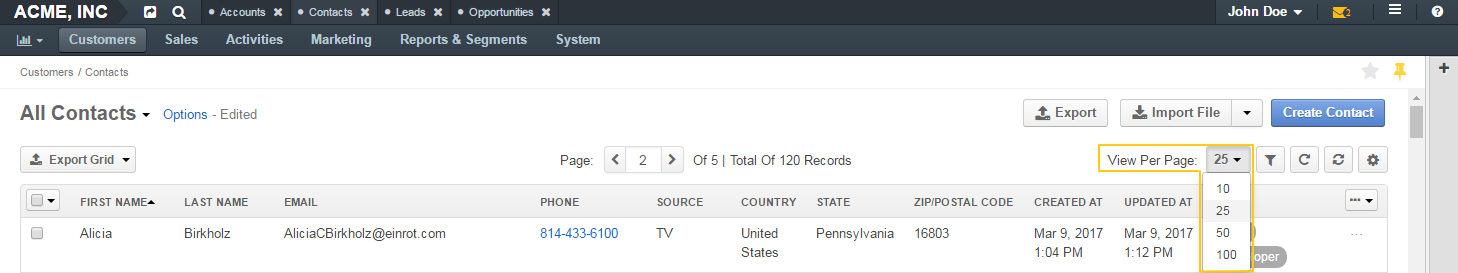 ACME, INC Accounts Contacts Leads Opportunities John Doe 2
Customers Sales Activities Marketing Reports & Segments System
Customers / Contacts
All Contacts Options - Edited Export Import File Create Contact
Export Grid Page: 2 Of 5 | Total Of 120 Records View Per Page: 25
10
FIRST NAME LAST NAME EMAIL PHONE SOURCE COUNTRY STATE ZIP/POSTAL CODE CREATED AT UPDATED AT
25
Alicia Birkholz AliciaCBirkholz@einrot.com 814-433-6100 TV United Pennsylvania 16803 Mar 9, 2017 Mar 9, 2017 50
States 1:04 PM 1:12 PM 100 oper